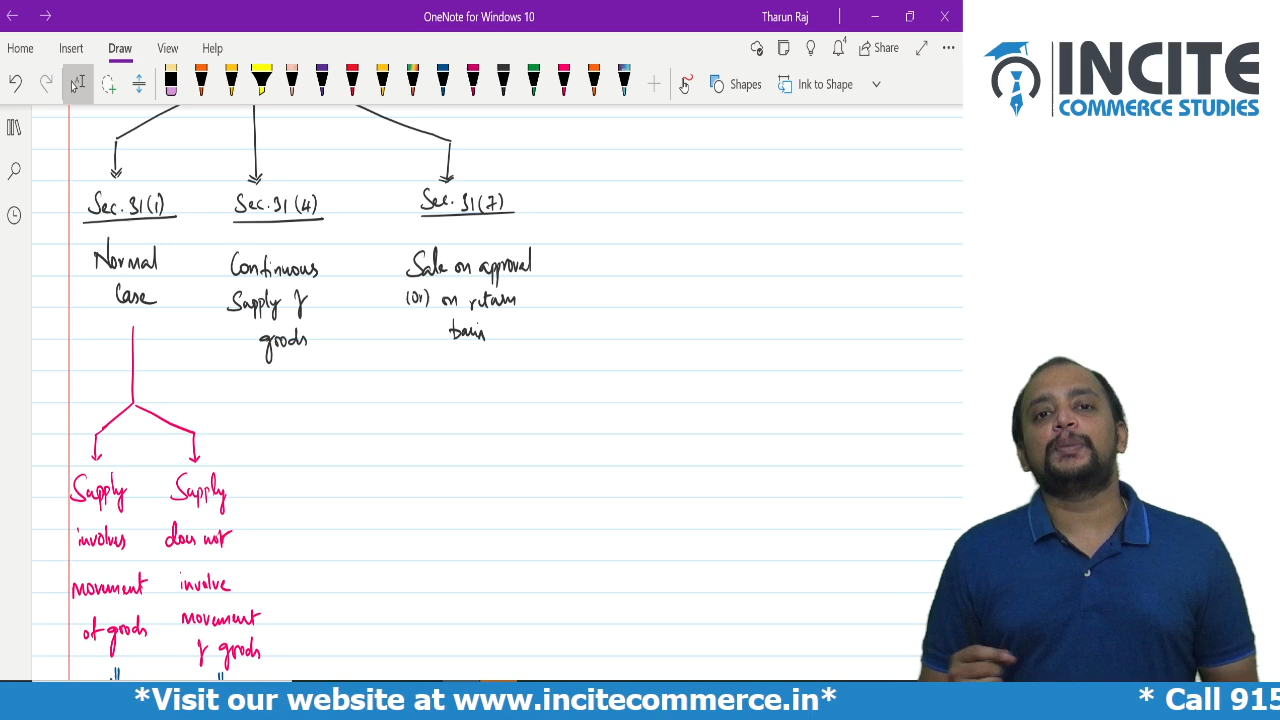 OneNote for Windows 10
Tharun Raj
Home
Insert
Draw
View
Help
4
Share
Shapes
Ink to Shape
INCITE
COMMERCE STUDIES
Sec. 31(1)
Sec. 31(4)
Sec. 31(7)
Normal
Case
Continuous
Supply of
goods
Sale on approval
(or) on return
basis
Supply
involves
movement
of goods
Supply
does not
involve
movement
of goods
*Visit our website at www.incitecommerce.in*
* Call 915